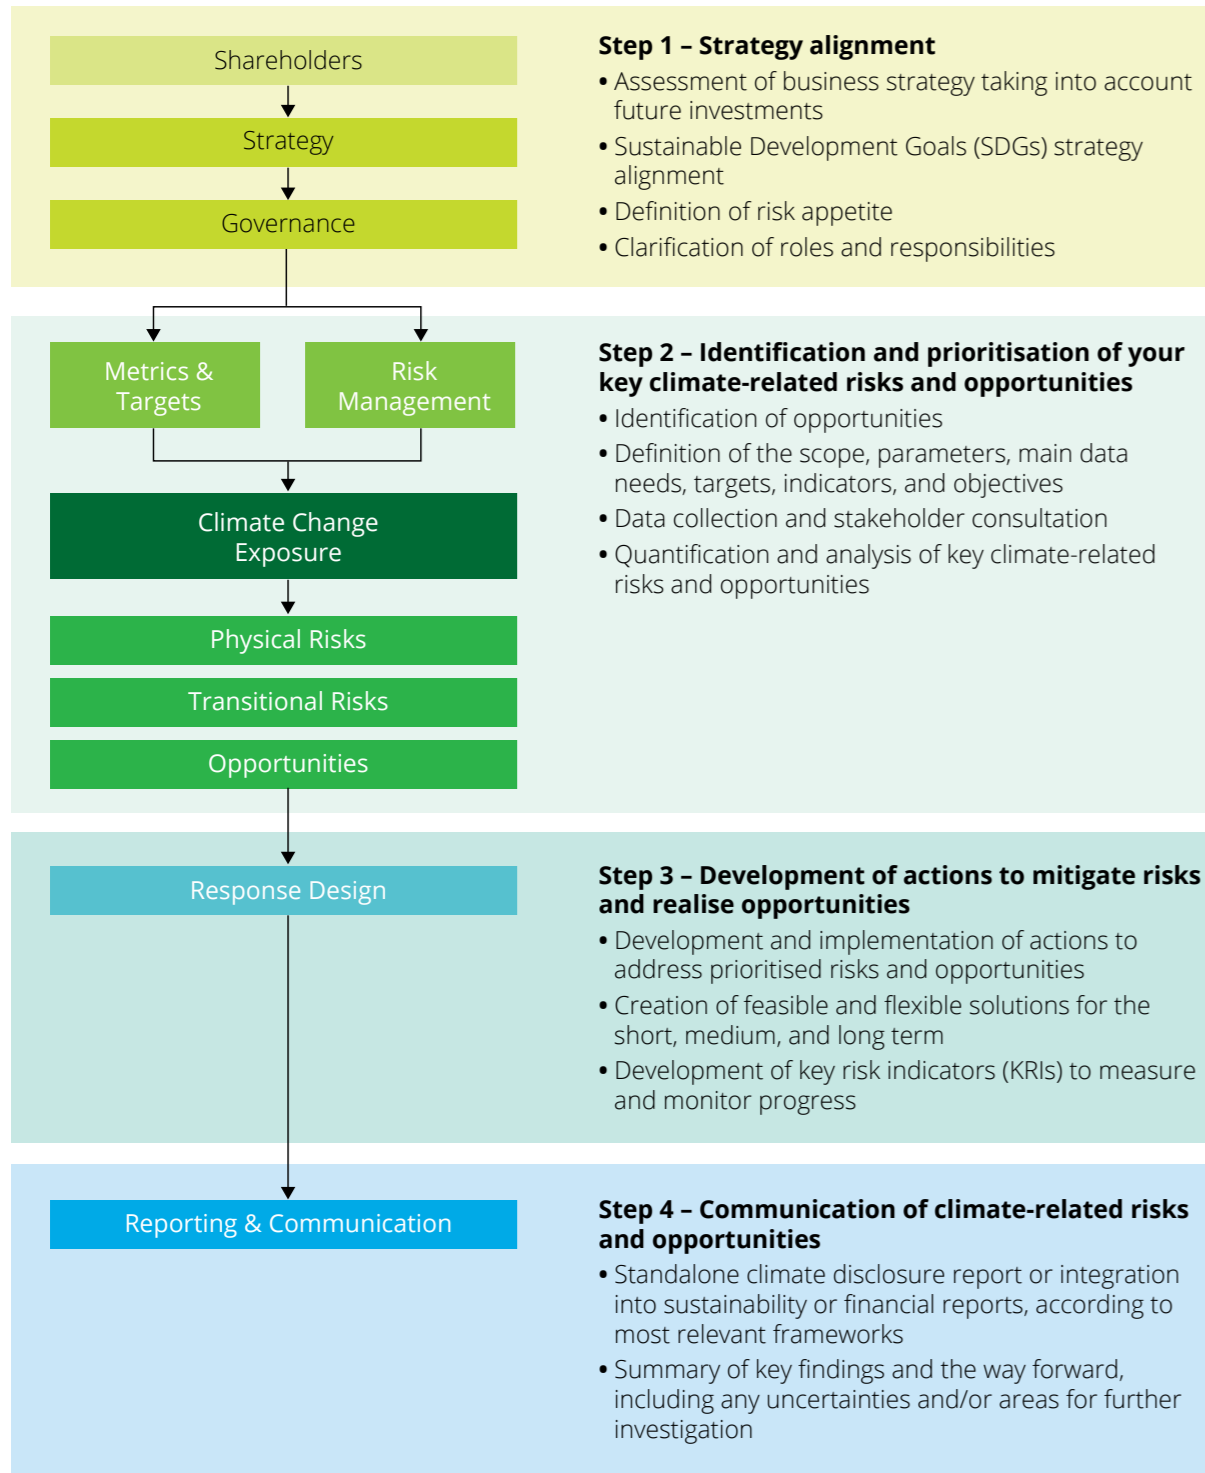 Shareholders
Strategy
Governance
Step 1 – Strategy alignment
• Assessment of business strategy taking into account
future investments
• Sustainable Development Goals (SDGs) strategy
alignment
• Definition of risk appetite
• Clarification of roles and responsibilities
Metrics &
Targets
Risk
Management
Climate Change
Exposure
Physical Risks
Transitional Risks
Opportunities
Step 2 – Identification and prioritisation of your
key climate-related risks and opportunities
• Identification of opportunities
• Definition of the scope, parameters, main data
needs, targets, indicators, and objectives
• Data collection and stakeholder consultation
• Quantification and analysis of key climate-related
risks and opportunities
Response Design
Step 3 – Development of actions to mitigate risks
and realise opportunities
• Development and implementation of actions to
address prioritised risks and opportunities
• Creation of feasible and flexible solutions for the
short, medium, and long term
• Development of key risk indicators (KRIs) to measure
and monitor progress
Reporting & Communication
Step 4 – Communication of climate-related risks
and opportunities
• Standalone climate disclosure report or integration
into sustainability or financial reports, according to
most relevant frameworks
• Summary of key findings and the way forward,
including any uncertainties and/or areas for further
investigation